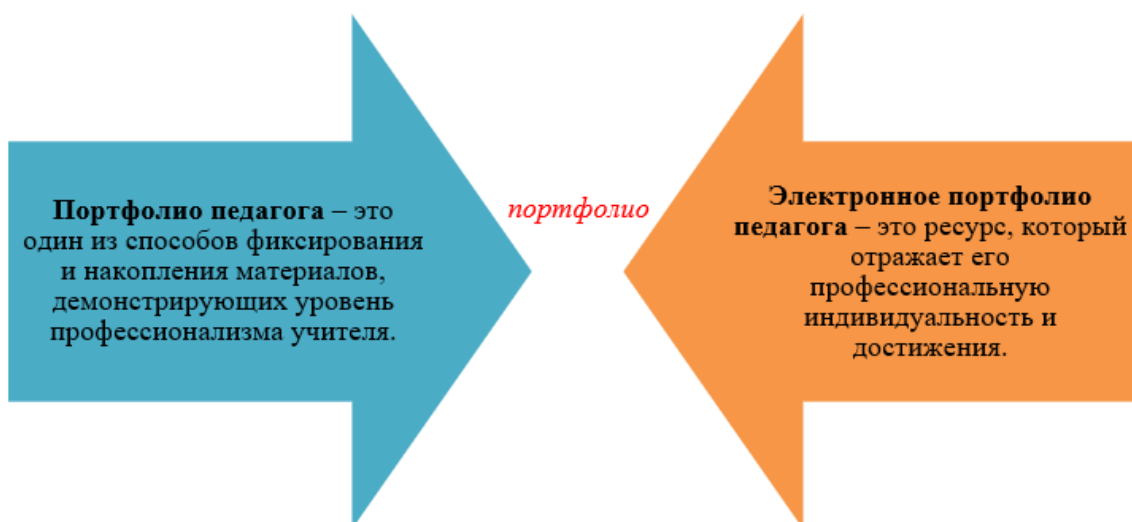 Портфолио педагога – это
один из способов фиксирования
и накопления материалов,
демонстрирующих уровень
профессионализма учителя.
портфолио
Электронное портфолио
педагога – это ресурс, который
отражает его
профессиональную
индивидуальность и
достижения.